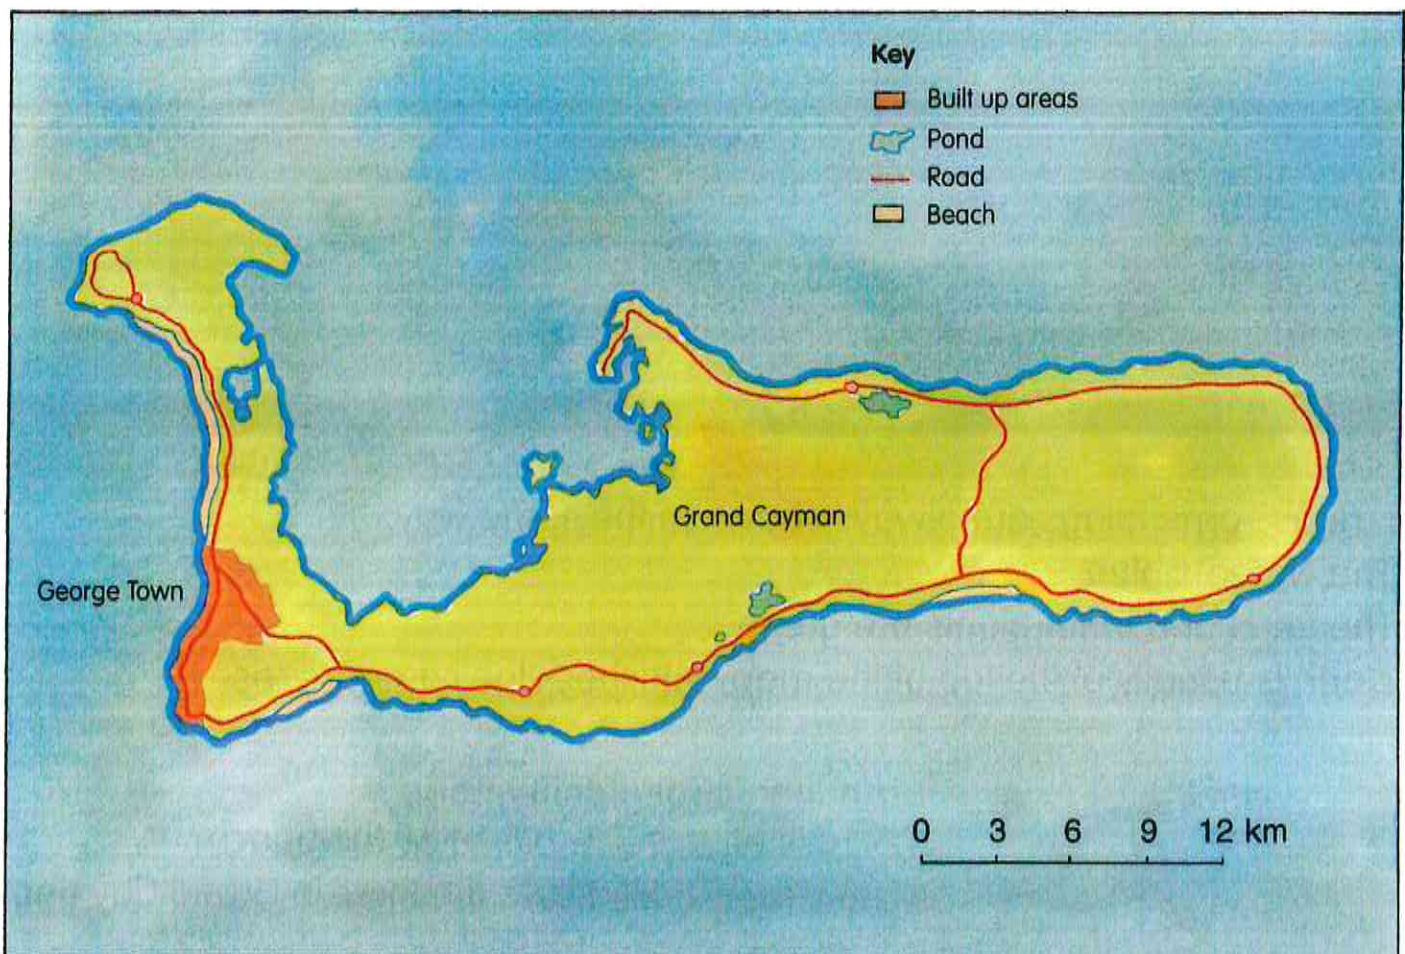 Key
Built up areas
Pond
Road
Beach
Grand Cayman
George Town
0 3 6 9 12 km